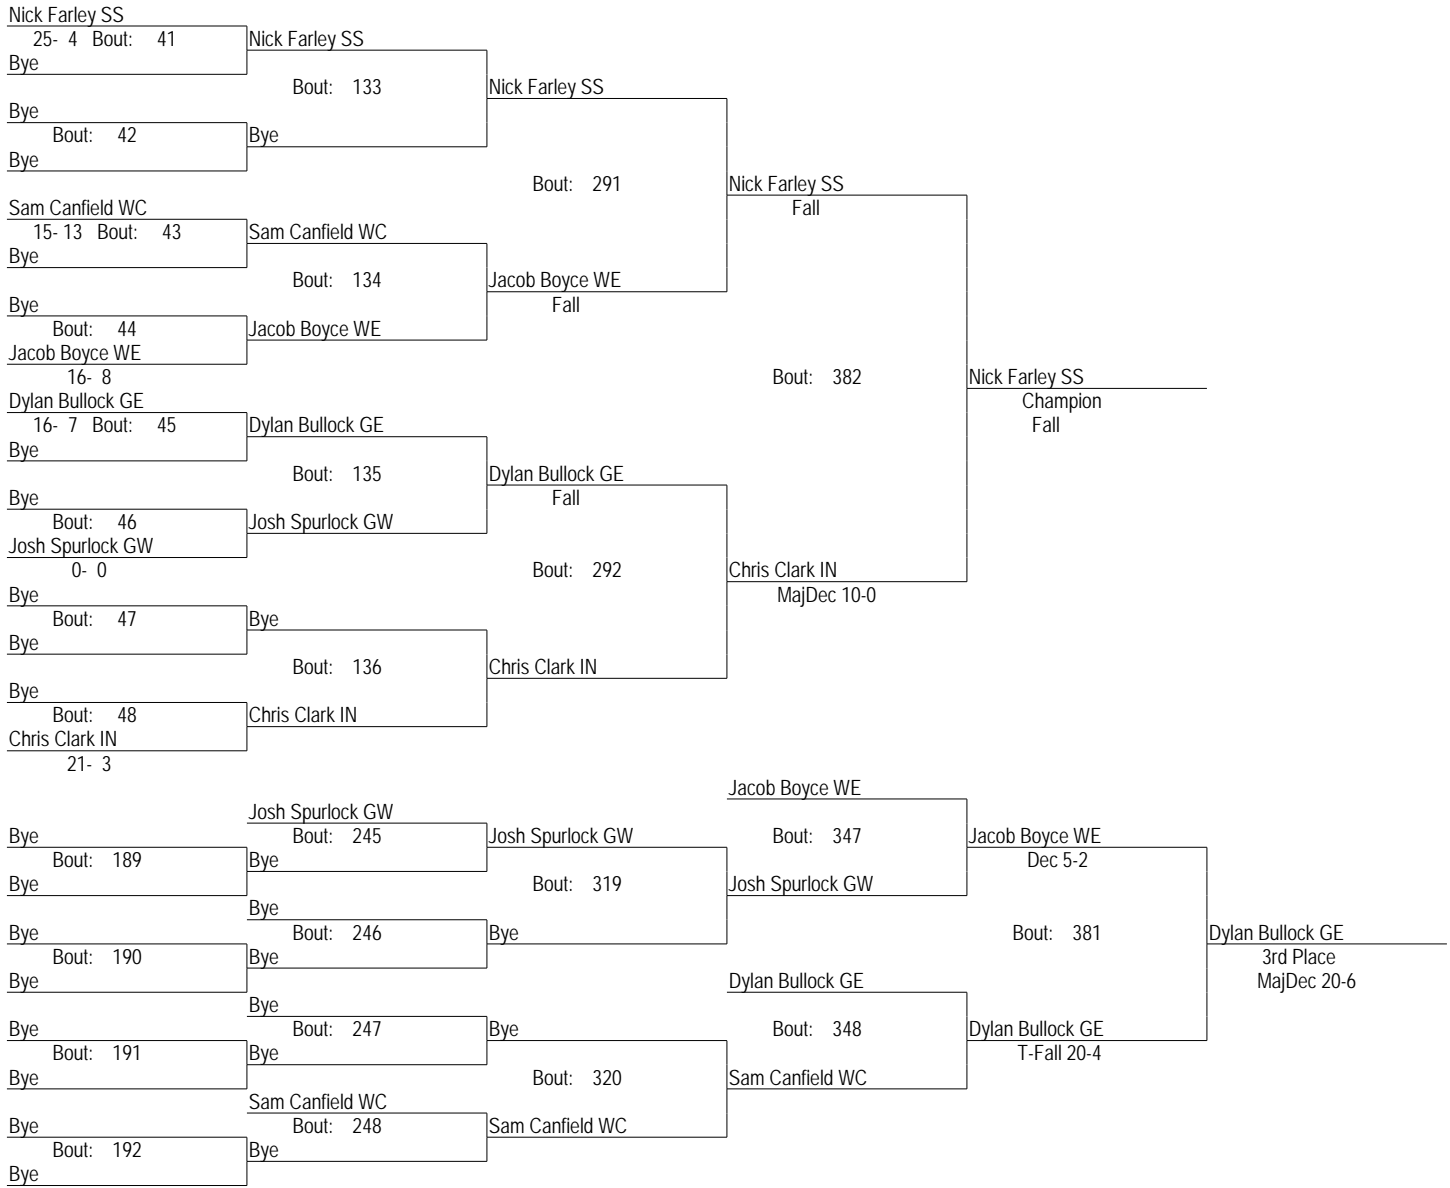 Nick Farley SS
25- 4 Bout: 41 Nick Farley SS
Bye
Bout: 133 Nick Farley SS
Bye
Bout: 42 Bye
Bye
Bout: 291 Nick Farley SS
Sam Canfield WC Fall
15- 13 Bout: 43 Sam Canfield WC
Bye
Bout: 134 Jacob Boyce WE
Bye Fall
Bout: 44 Jacob Boyce WE
Jacob Boyce WE
16- 8 Bout: 382 Nick Farley SS
Dylan Bullock GE Champion
16- 7 Bout: 45 Dylan Bullock GE Fall
Bye
Bout: 135 Dylan Bullock GE
Bye Fall
Bout: 46 Josh Spurlock GW
Josh Spurlock GW
0- 0 Bout: 292 Chris Clark IN
Bye MajDec 10-0
Bout: 47 Bye
Bye
Bout: 136 Chris Clark IN
Bye
Bout: 48 Chris Clark IN
Chris Clark IN
21- 3
Jacob Boyce WE
Josh Spurlock GW
Bye Bout: 245 Josh Spurlock GW Bout: 347 Jacob Boyce WE
Bout: 189 Bye Dec 5-2
Bye Bout: 319 Josh Spurlock GW
Bye
Bye Bout: 246 Bye Bout: 381 Dylan Bullock GE
Bout: 190 Bye 3rd Place
Bye Dylan Bullock GE MajDec 20-6
Bye
Bye Bout: 247 Bye Bout: 348 Dylan Bullock GE
Bout: 191 Bye T-Fall 20-4
Bye Bout: 320 Sam Canfield WC
Sam Canfield WC
Bye Bout: 248 Sam Canfield WC
Bout: 192 Bye
Bye